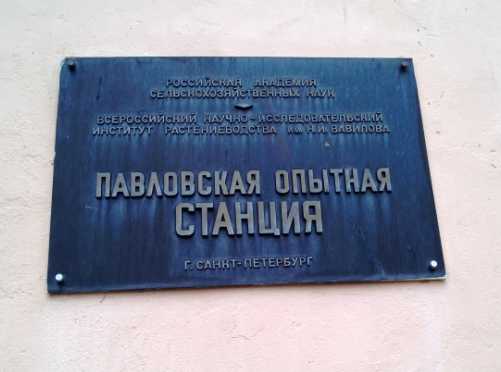 РОССИЙСКАЯ АКАДЕМИЯ
СЕЛЬСКОХОЗЯЙСТВЕННЫХ НАУК
ВСЕРОССИЙСКИЙ НАУЧНО-ИССЛЕДОВАТЕЛЬСКИЙ
ИНСТИТУТ РАСТЕНИЕВОДСТВА ИМ. Н.И. ВАВИЛОВА
ПАВЛОВСКАЯ ОПЫТНАЯ
СТАНЦИЯ
Г. САНКТ-ПЕТЕРБУРГ